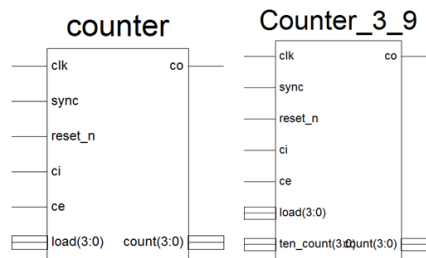 counter
clk co
sync
reset_n
ci
ce
load(3:0) count(3:0)
Counter_3_9
clk co
sync
reset_n
ci
ce
load(3:0)
ten_count(3:0) count(3:0)